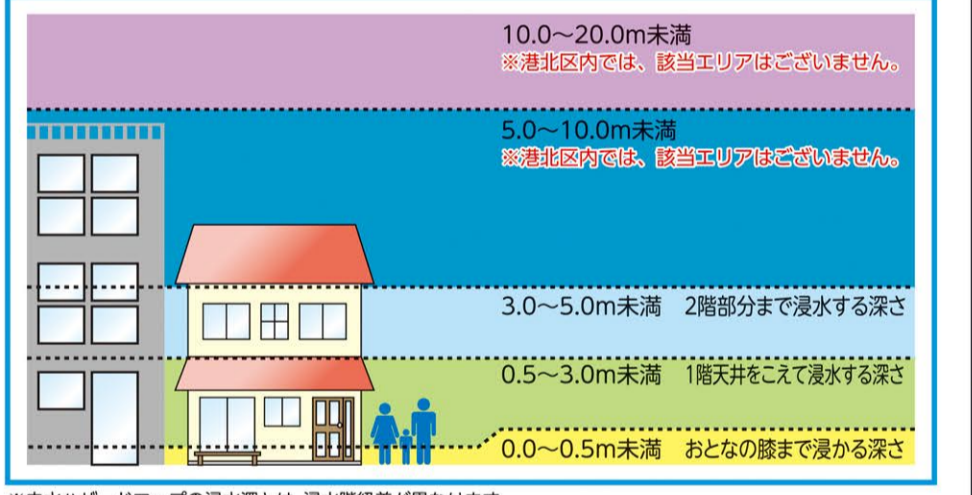 10.0～20.0m未満
※港北区内では、該当エリアはございません。
5.0～10.0m未満
※港北区内では、該当エリアはございません。
3.0～5.0m未満　2階部分まで浸水する深さ
0.5～3.0m未満　1階天井をこえて浸水する深さ
0.0～0.5m未満　おとなの膝まで浸かる深さ